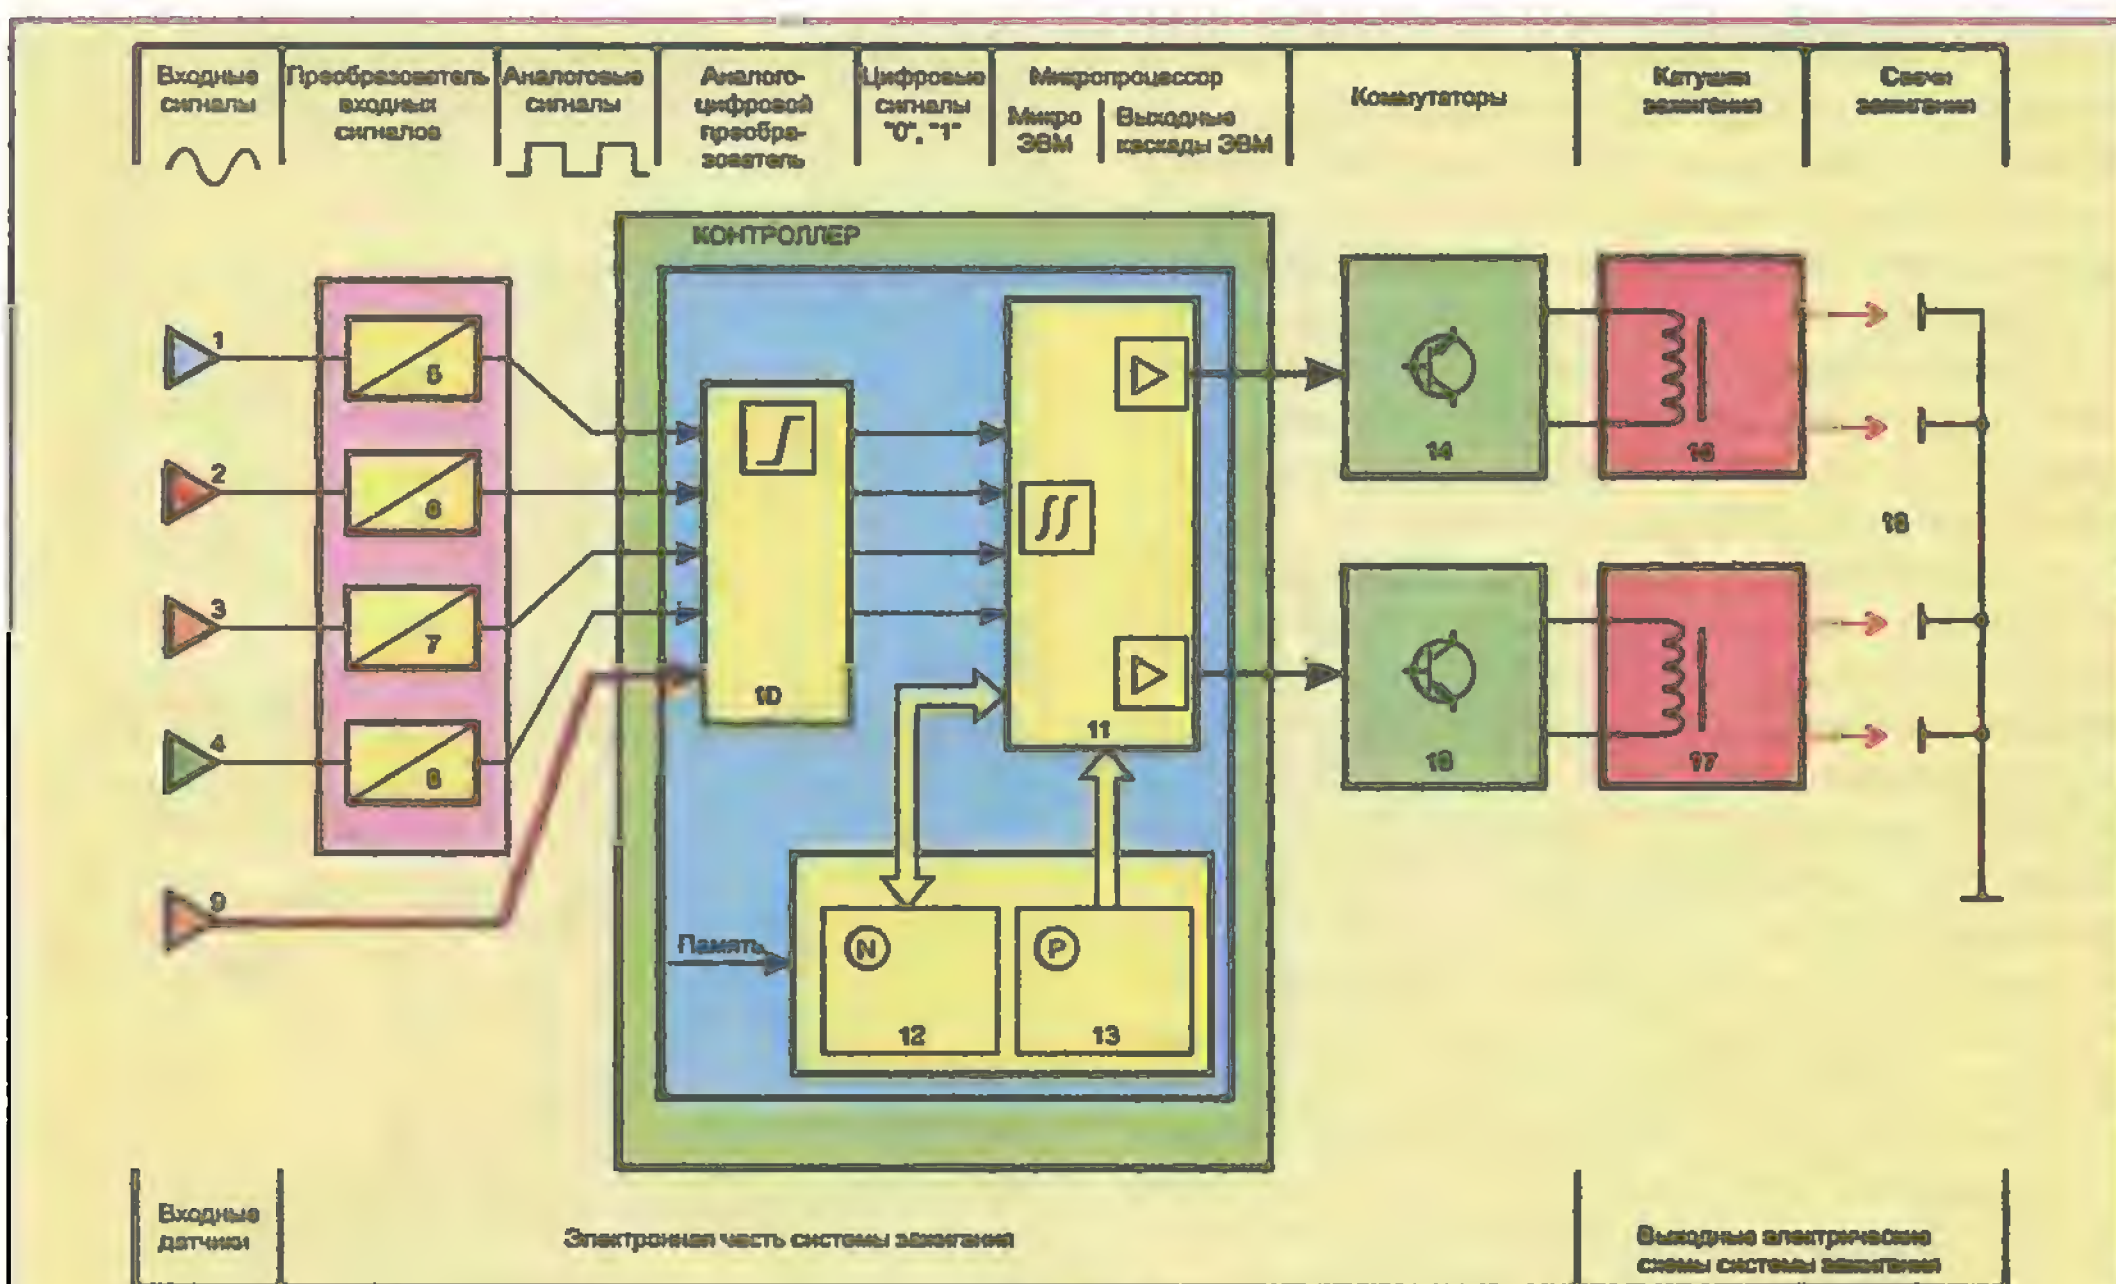 Входные
сигналы
Преобразователь
входных
сигналов
Аналоговые
сигналы
Аналого-
цифровой
преобра-
зователь
Цифровые
сигналы
"0", "1"
Микропроцессор
Микро
ЭВМ
Выходные
каскады ЭВМ
Коммутаторы
Катушки
зажигания
Свечи
зажигания
КОНТРОЛЛЕР
1
2
3
4
9
5
6
7
8
10
11
Память
N
12
P
13
14
15
16
17
18
Входные
датчики
Электронная часть системы зажигания
Выходные электрические
схемы системы зажигания